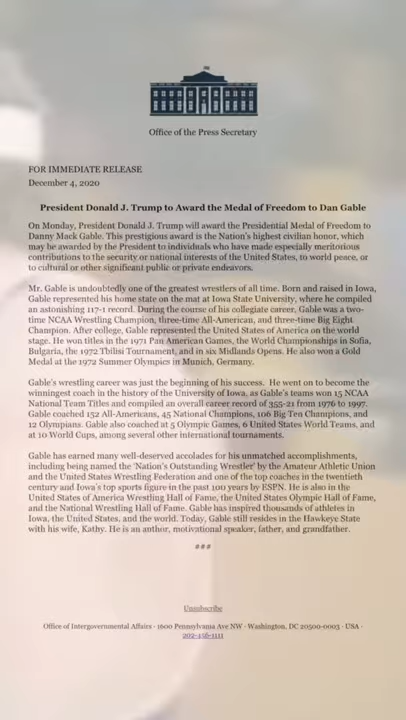 Office of the Press Secretary
FOR IMMEDIATE RELEASE
December 4, 2020
President Donald J. Trump to Award the Medal of Freedom to Dan Gable
On Monday, President Donald J. Trump will award the Presidential Medal of Freedom to
Danny Mack Gable. This prestigious award is the Nation's highest civilian honor, which
may be awarded by the President to individuals who have made especially meritorious
contributions to the security or national interests of the United States, to world peace, or
to cultural or other significant public or private endeavors.
Mr. Gable is undoubtedly one of the greatest wrestlers of all time. Born and raised in Iowa,
Gable represented his home state on the mat at Iowa State University, where he compiled
an astonishing 117-1 record. During the course of his collegiate career, Gable was a two-
time NCAA Wrestling Champion, three-time All-American, and three-time Big Eight
Champion. After college, Gable represented the United States of America on the world
stage. He won titles in the 1971 Pan American Games, the World Championships in Sofia,
Bulgaria, the 1972 Tbilisi Tournament, and in six Midlands Opens. He also won a Gold
Medal at the 1972 Summer Olympics in Munich, Germany.
Gable's wrestling career was just the beginning of his success. He went on to become the
winningest coach in the history of the University of Iowa, as Gable's teams won 15 NCAA
National Team Titles and compiled an overall career record of 355-21 from 1976 to 1997.
Gable coached 152 All-Americans, 45 National Champions, 106 Big Ten Champions, and
12 Olympians. Gable also coached at 5 Olympic Games, 6 United States World Teams, and
at 10 World Cups, among several other international tournaments.
Gable has earned many well-deserved accolades for his unmatched accomplishments,
including being named the 'Nation's Outstanding Wrestler' by the Amateur Athletic Union
and the United States Wrestling Federation and one of the top coaches in the twentieth
century and Iowa's top sports figure in the past 100 years by ESPN. He is also in the
United States of America Wrestling Hall of Fame, the United States Olympic Hall of Fame,
and the National Wrestling Hall of Fame. Gable has inspired thousands of athletes in
Iowa, the United States, and the world. Today, Gable still resides in the Hawkeye State
with his wife, Kathy. He is an author, motivational speaker, father, and grandfather.
###
Unsubscribe
Office of Intergovernmental Affairs · 1600 Pennsylvania Ave NW · Washington, DC 20500-0003 · USA ·
202-456-1111